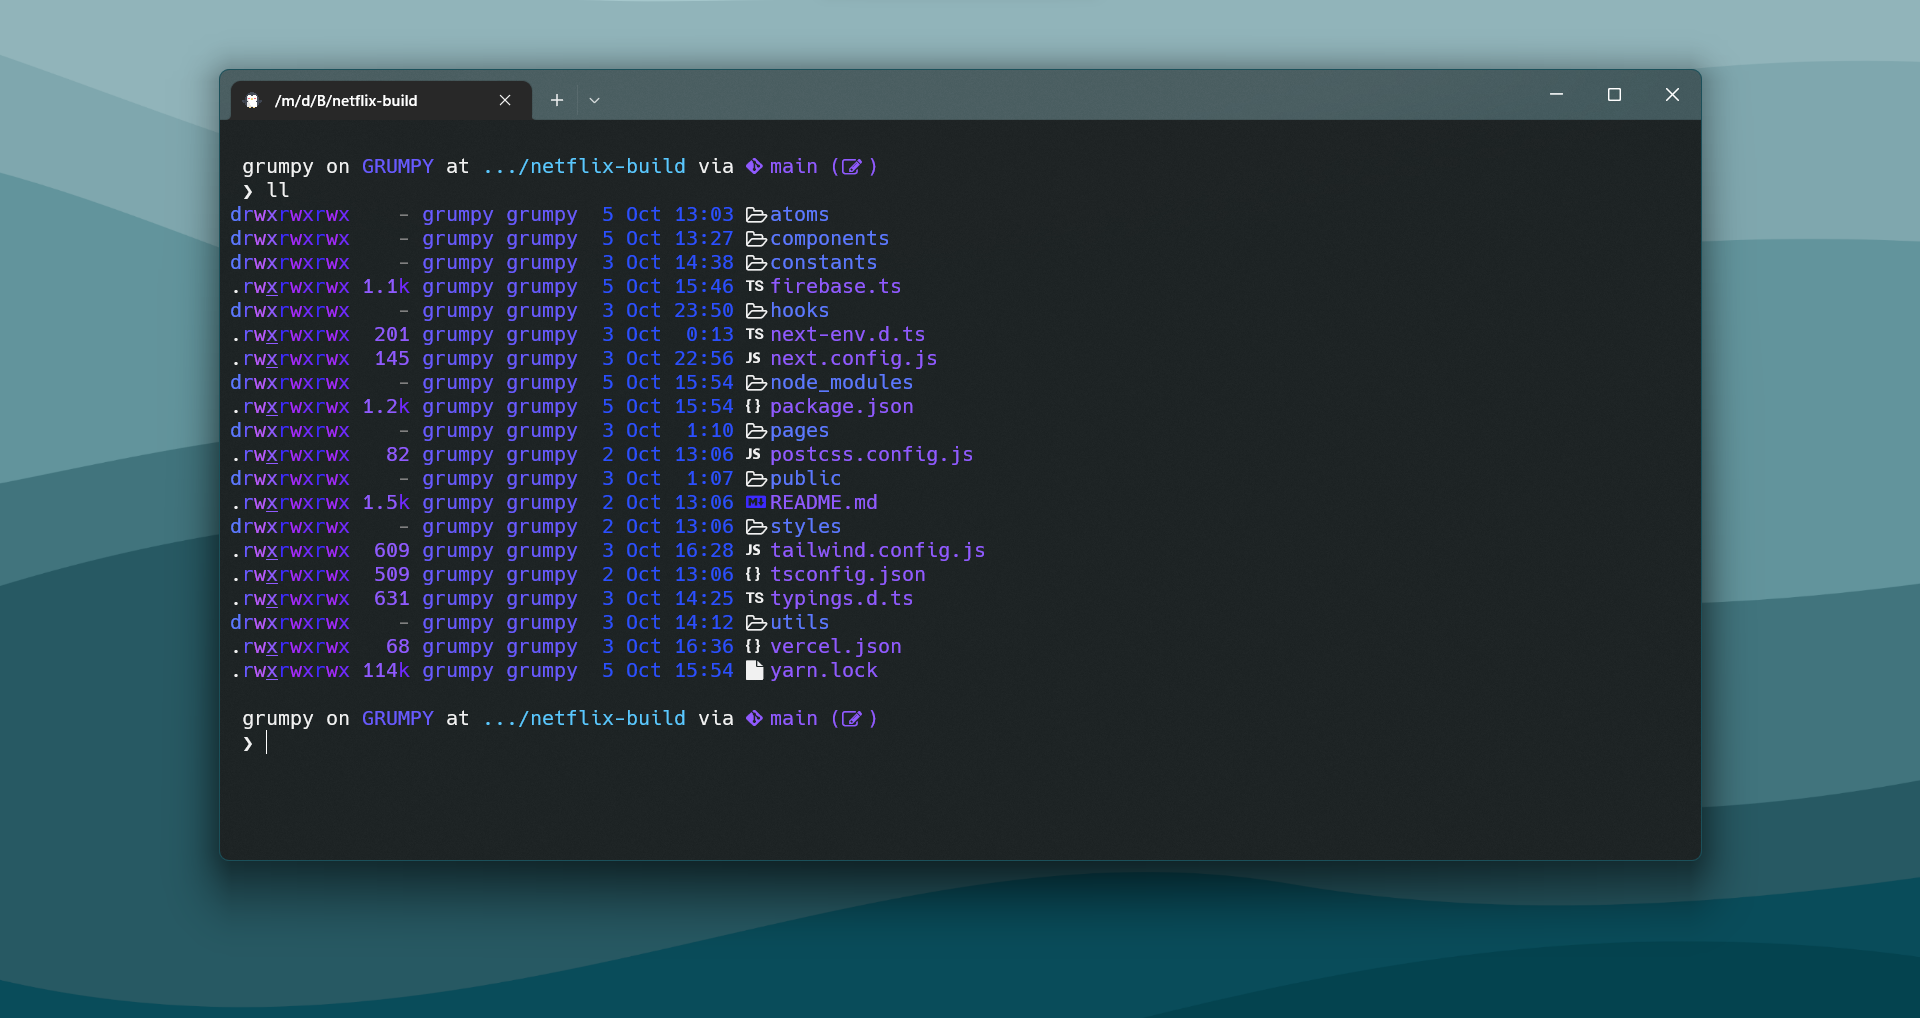 /m/d/B/netflix-build
grumpy on GRUMPY at .../netflix-build via main ( )
❯ ll
drwxrwxrwx - grumpy grumpy 5 Oct 13:03 atoms
drwxrwxrwx - grumpy grumpy 5 Oct 13:27 components
drwxrwxrwx - grumpy grumpy 3 Oct 14:38 constants
.rwxrwxrwx 1.1k grumpy grumpy 5 Oct 15:46 TS firebase.ts
drwxrwxrwx - grumpy grumpy 3 Oct 23:50 hooks
.rwxrwxrwx 201 grumpy grumpy 3 Oct 0:13 TS next-env.d.ts
.rwxrwxrwx 145 grumpy grumpy 3 Oct 22:56 JS next.config.js
drwxrwxrwx - grumpy grumpy 5 Oct 15:54 node_modules
.rwxrwxrwx 1.2k grumpy grumpy 5 Oct 15:54 {} package.json
drwxrwxrwx - grumpy grumpy 3 Oct 1:10 pages
.rwxrwxrwx 82 grumpy grumpy 2 Oct 13:06 JS postcss.config.js
drwxrwxrwx - grumpy grumpy 3 Oct 1:07 public
.rwxrwxrwx 1.5k grumpy grumpy 2 Oct 13:06 M README.md
drwxrwxrwx - grumpy grumpy 2 Oct 13:06 styles
.rwxrwxrwx 609 grumpy grumpy 3 Oct 16:28 JS tailwind.config.js
.rwxrwxrwx 509 grumpy grumpy 2 Oct 13:06 {} tsconfig.json
.rwxrwxrwx 631 grumpy grumpy 3 Oct 14:25 TS typings.d.ts
drwxrwxrwx - grumpy grumpy 3 Oct 14:12 utils
.rwxrwxrwx 68 grumpy grumpy 3 Oct 16:36 {} vercel.json
.rwxrwxrwx 114k grumpy grumpy 5 Oct 15:54 yarn.lock
grumpy on GRUMPY at .../netflix-build via main ( )
❯